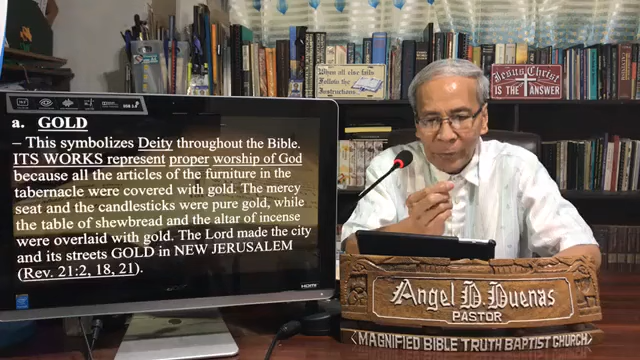 a. GOLD
– This symbolizes Deity throughout the Bible.
ITS WORKS represent proper worship of God
because all the articles of the furniture in the
tabernacle were covered with gold. The mercy
seat and the candlesticks were pure gold, while
the table of shewbread and the altar of incense
were overlaid with gold. The Lord made the city
and its streets GOLD in NEW JERUSALEM
(Rev. 21:2, 18, 21).
HDMI
When all else fails
Follow the
Instructions
Jesus Christ
IS THE ANSWER
Angel D. Duenas
PASTOR
MAGNIFIED BIBLE TRUTH BAPTIST CHURCH